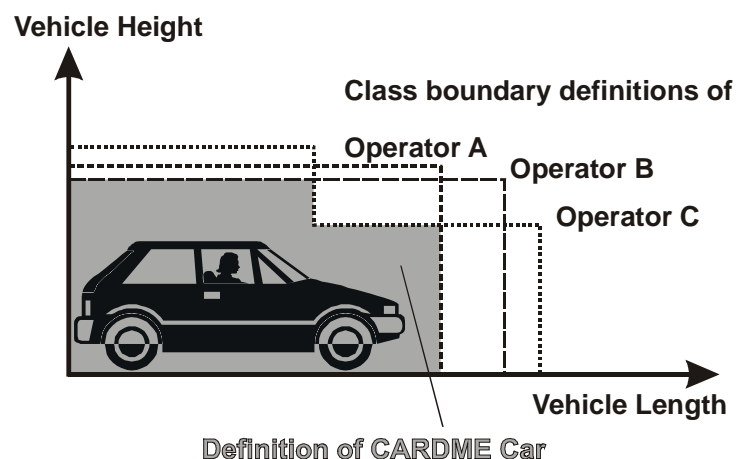 Vehicle Height
Class boundary definitions of
Operator A
Operator B
Operator C
Vehicle Length
Definition of CARDME Car